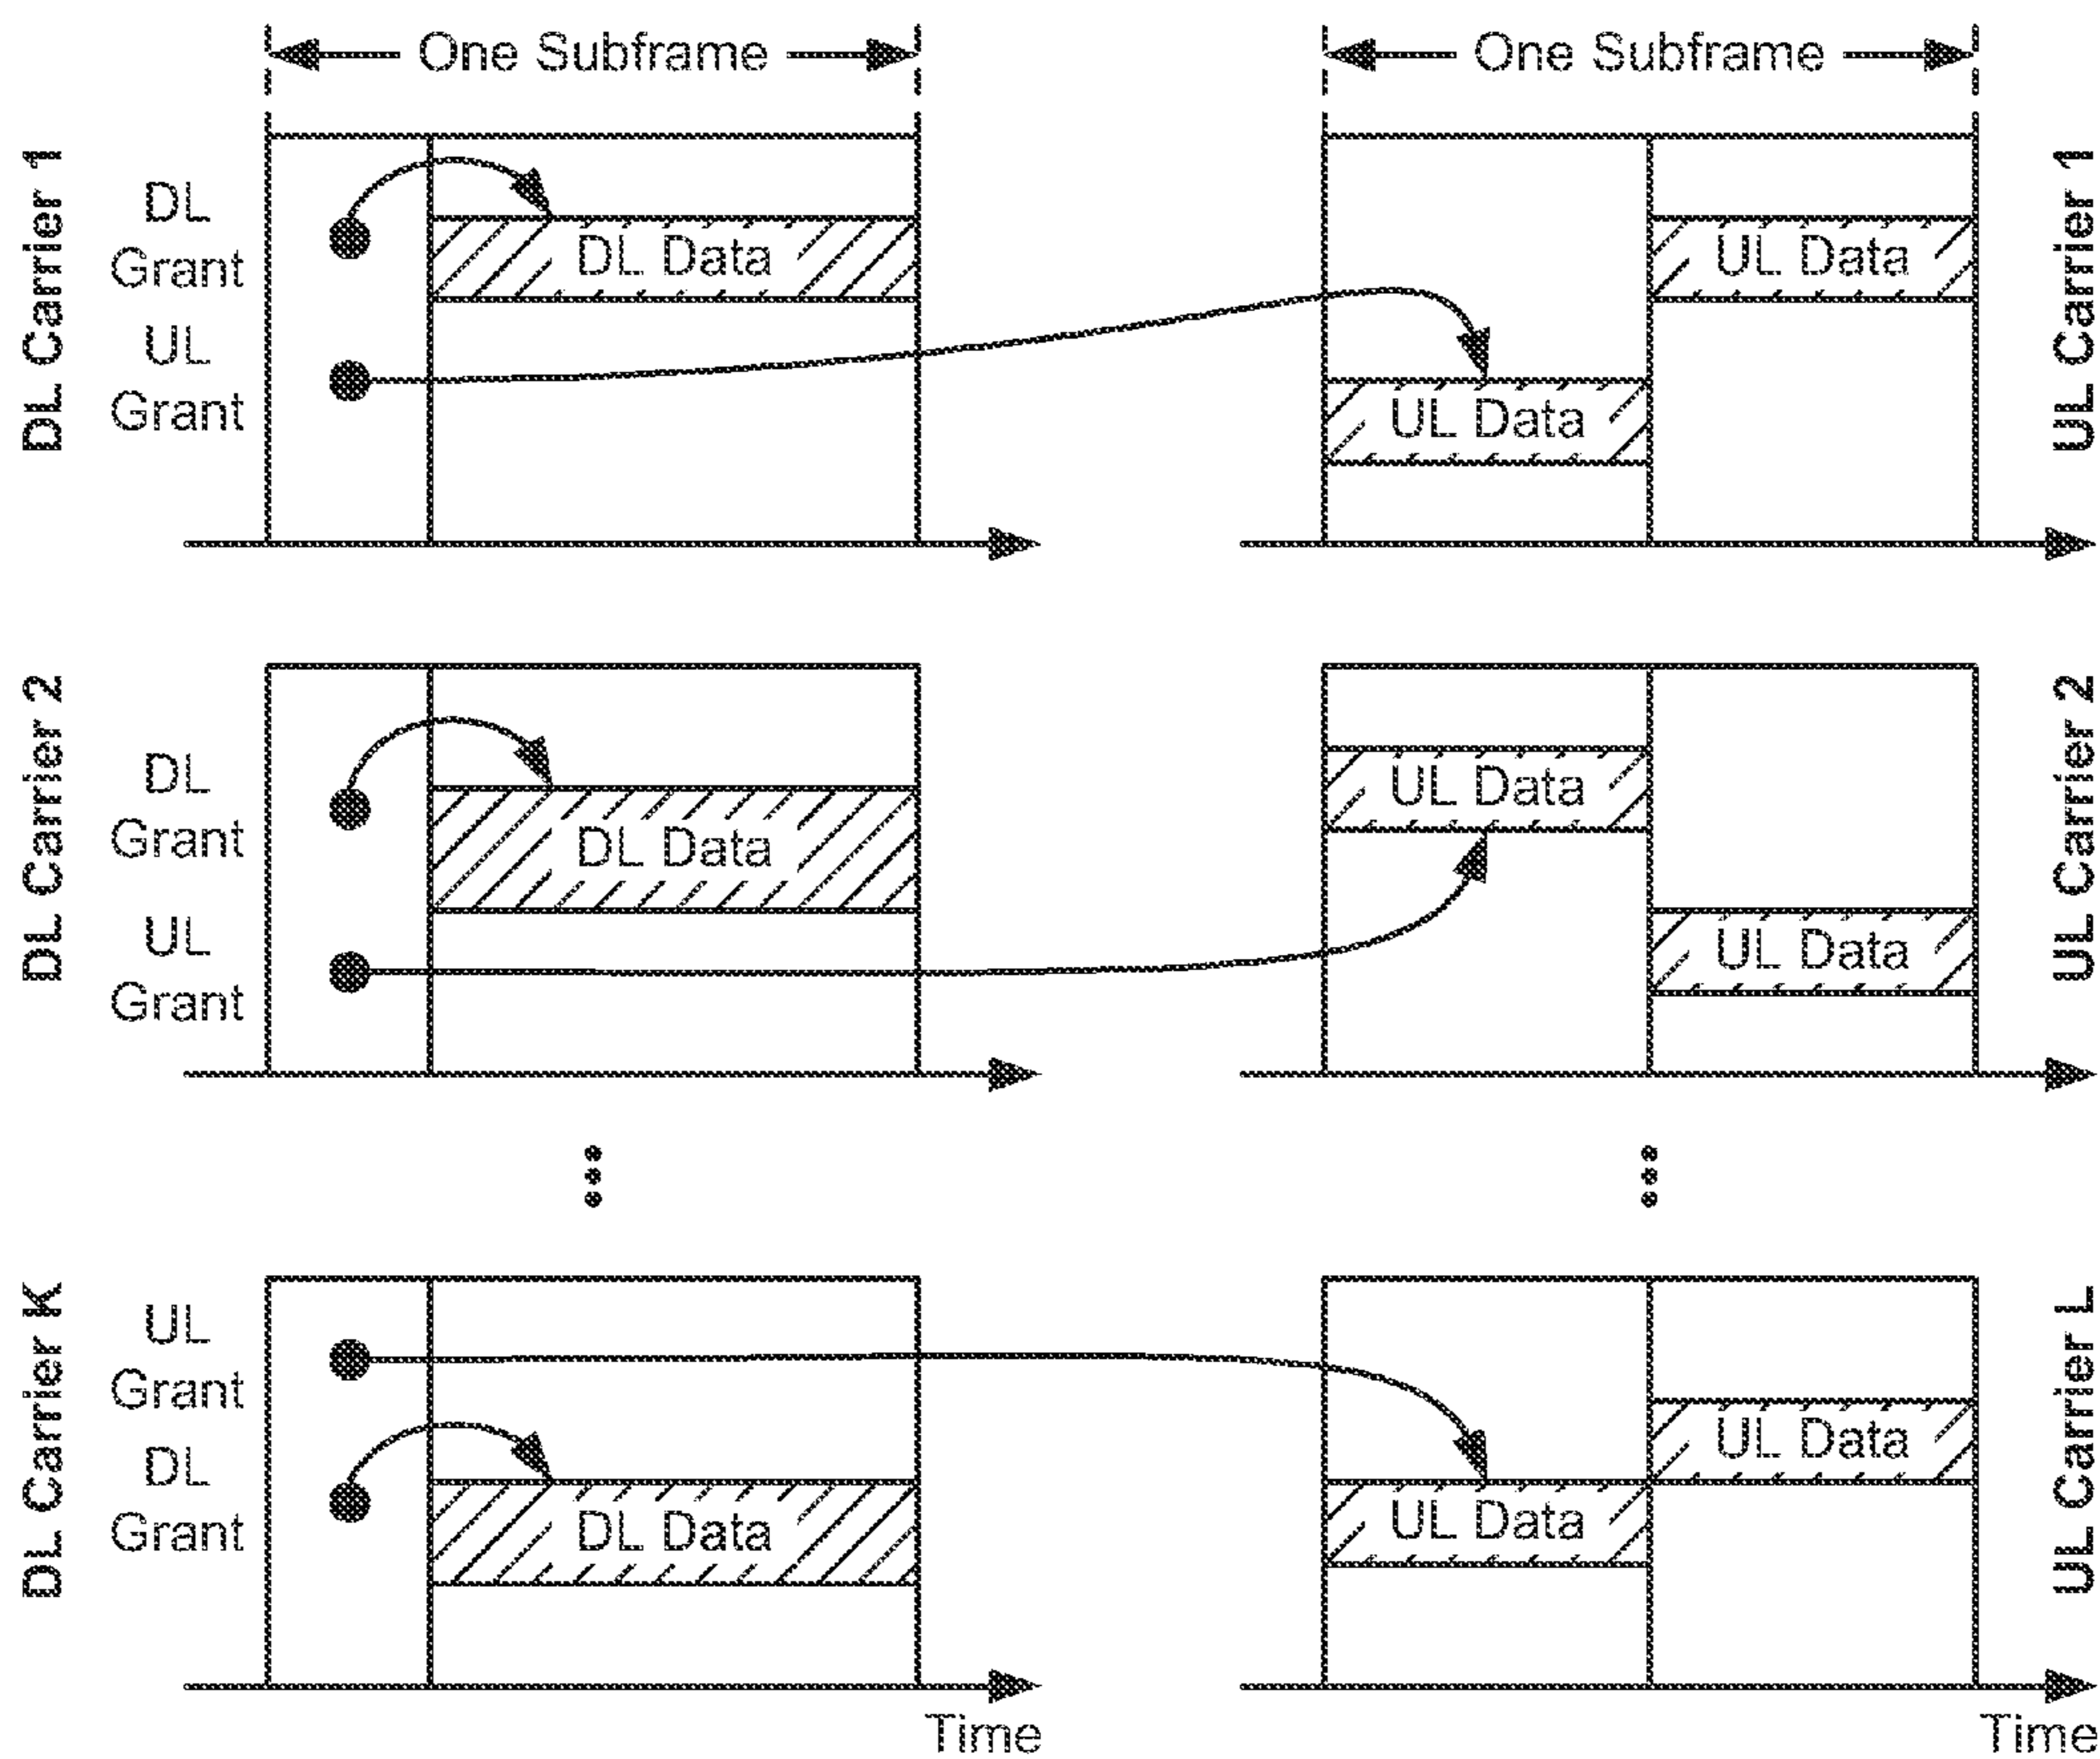 One Subframe
One Subframe
DL Carrier 1
DL
Grant
DL Data
UL
Grant
UL Data
UL Data
UL Carrier 1
DL Carrier 2
DL
Grant
DL Data
UL
Grant
UL Data
UL Data
UL Carrier 2
DL Carrier K
UL
Grant
DL
Grant
DL Data
UL Data
UL Data
UL Carrier L
Time
Time